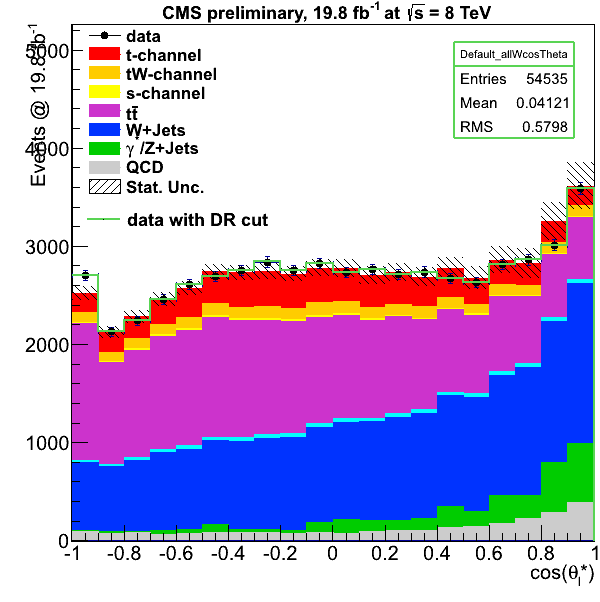 CMS preliminary, 19.8 fb⁻¹ at √s = 8 TeV
Events @ 19.8 fb⁻¹
5000
4000
3000
2000
1000
0
data
t-channel
tW-channel
s-channel
tt̄
W+Jets
γ*/Z+Jets
QCD
Stat. Unc.
data with DR cut
Default_allWcosTheta
Entries 54535
Mean 0.04121
RMS 0.5798
-1 -0.8 -0.6 -0.4 -0.2 0 0.2 0.4 0.6 0.8 1
cos(θₗ*)